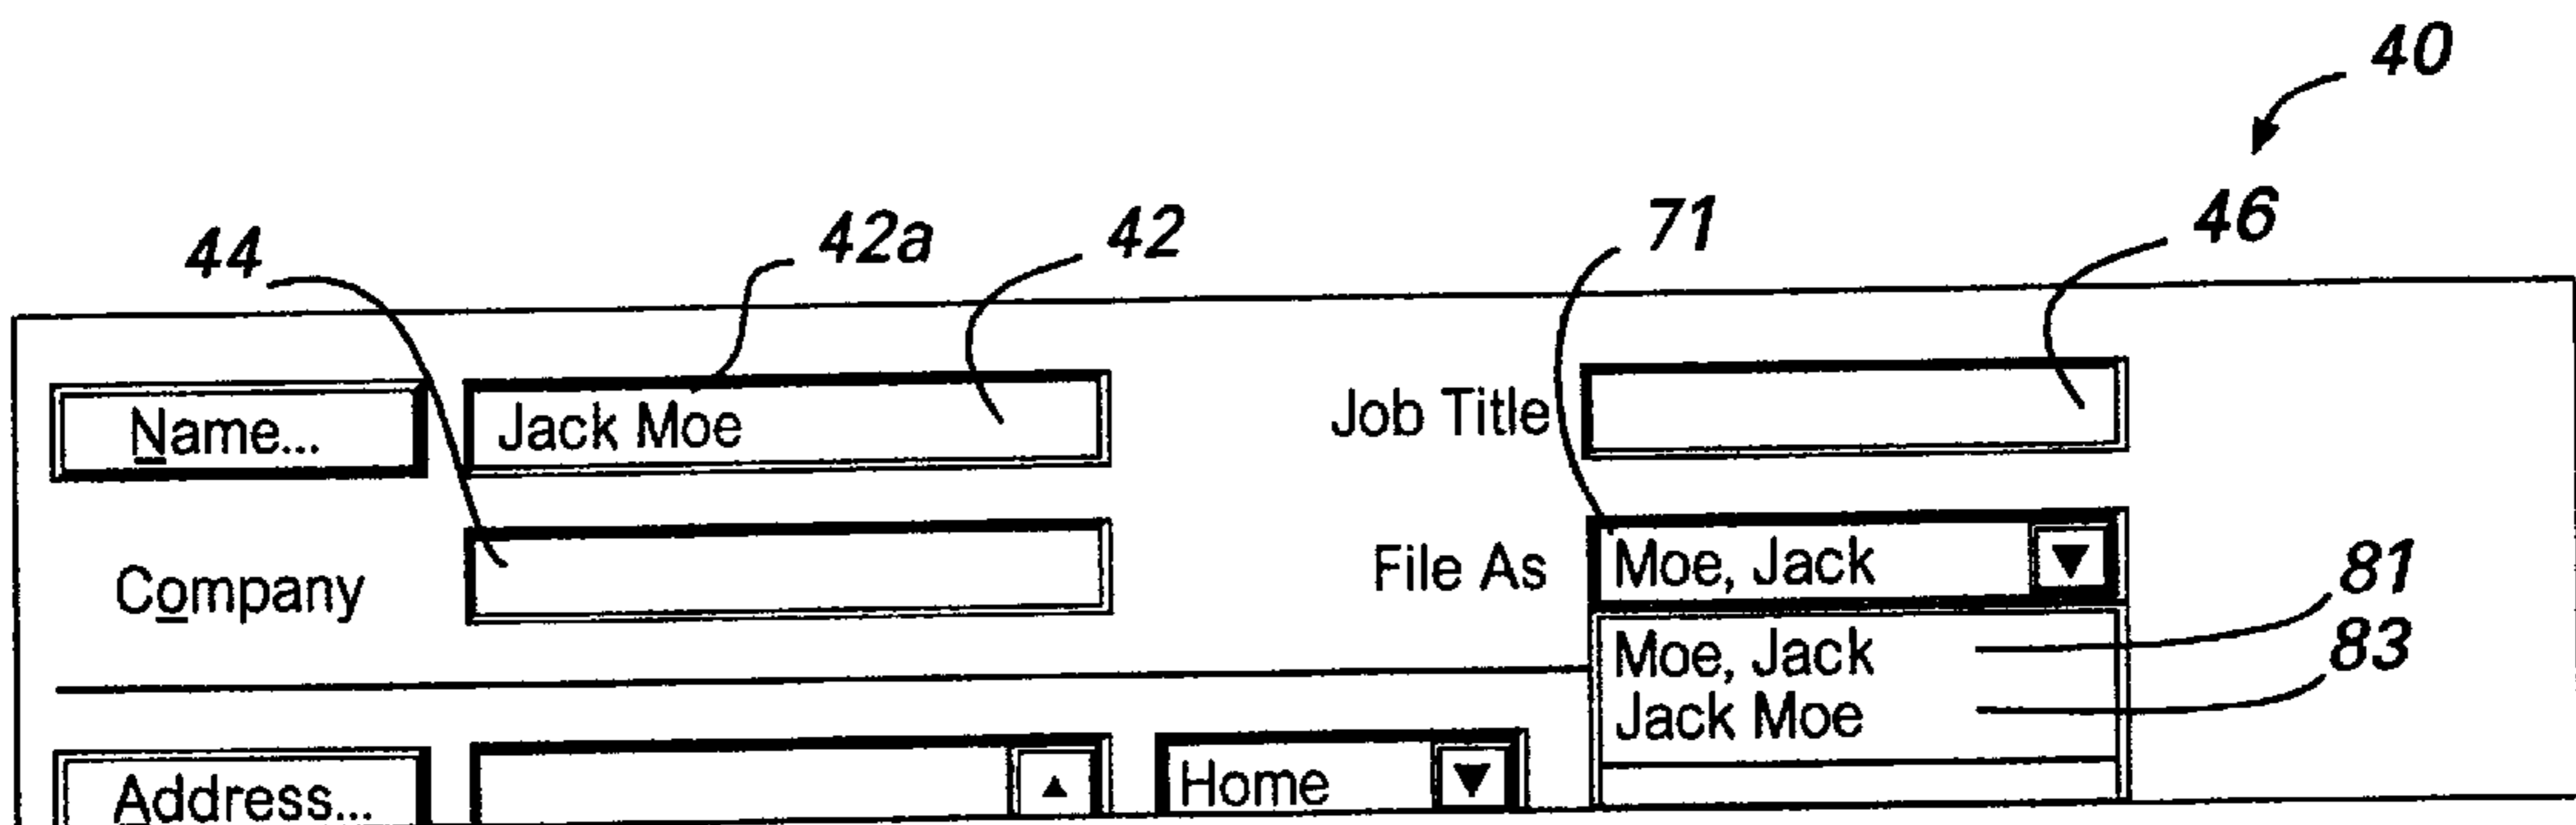 40
44 42a 42 71 46
Name... Jack Moe Job Title
Company File As Moe, Jack
81
Moe, Jack
83
Jack Moe
Address... Home